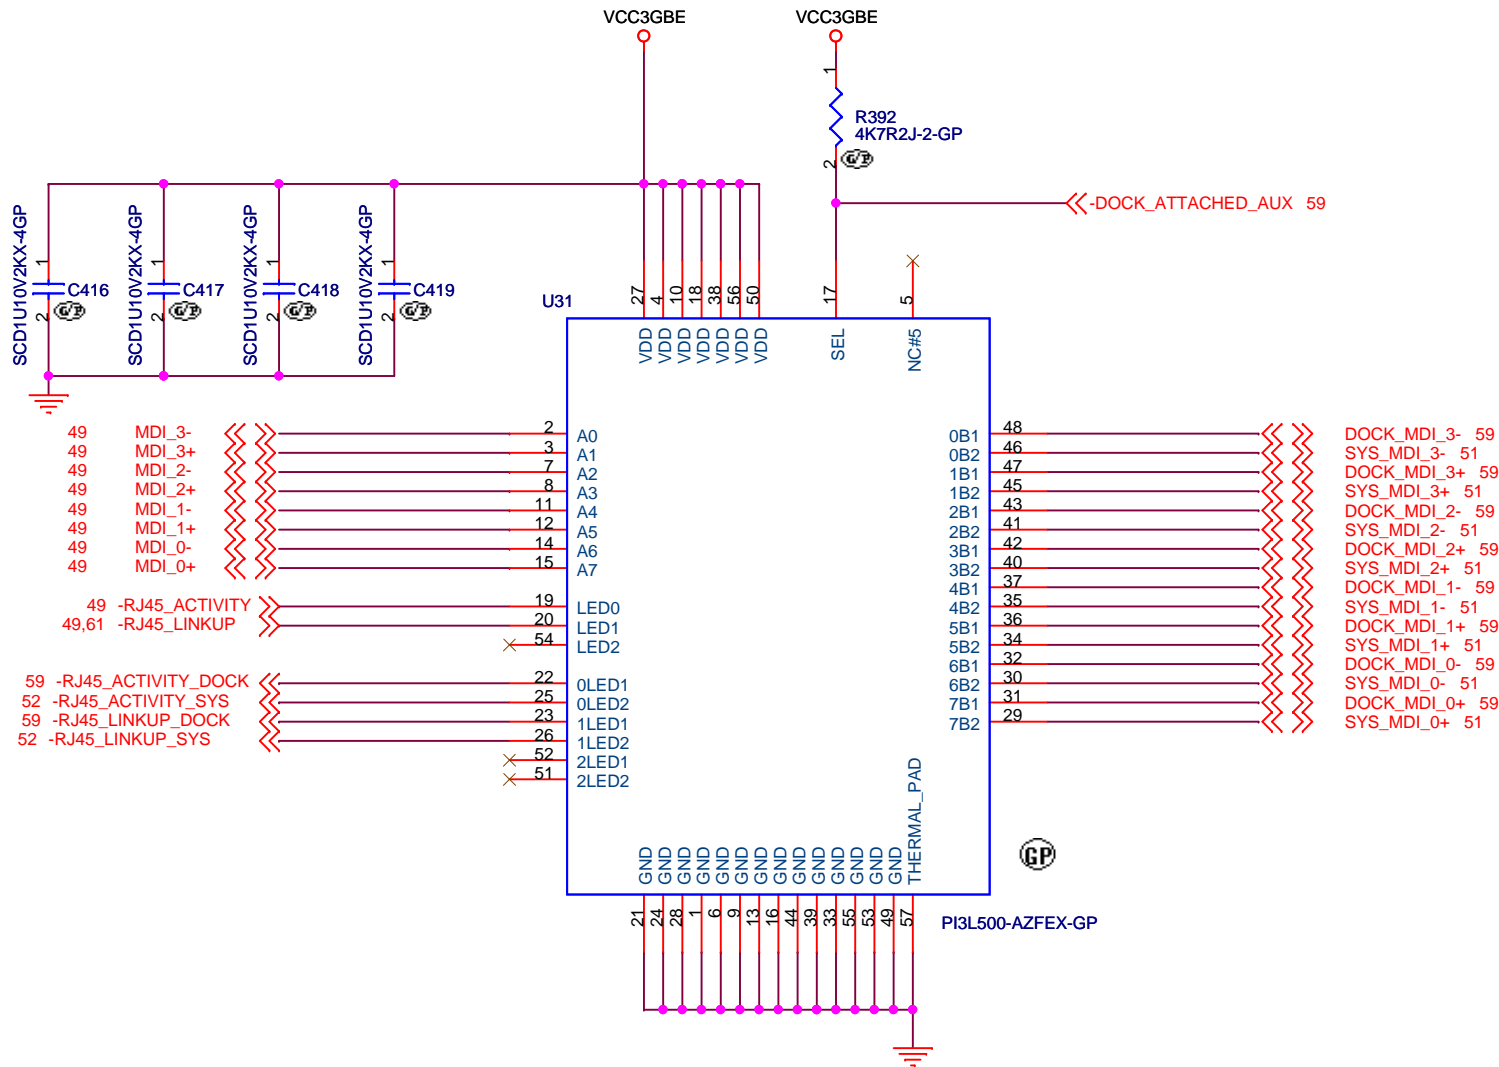 VCC3GBE
VCC3GBE
1
R392
4K7R2J-2-GP
2
G/P
-DOCK_ATTACHED_AUX 59
SCD1U10V2KX-4GP
1
C416
2
G/P
SCD1U10V2KX-4GP
1
C417
2
G/P
SCD1U10V2KX-4GP
1
C418
2
G/P
SCD1U10V2KX-4GP
1
C419
2
G/P
U31
27 4 10 18 38 56 50 17 5
VDD VDD VDD VDD VDD VDD VDD SEL NC#5
49 MDI_3- 2 A0
49 MDI_3+ 3 A1
49 MDI_2- 7 A2
49 MDI_2+ 8 A3
49 MDI_1- 11 A4
49 MDI_1+ 12 A5
49 MDI_0- 14 A6
49 MDI_0+ 15 A7
49 -RJ45_ACTIVITY 19 LED0
49,61 -RJ45_LINKUP 20 LED1
54 LED2
59 -RJ45_ACTIVITY_DOCK 22 0LED1
52 -RJ45_ACTIVITY_SYS 25 0LED2
59 -RJ45_LINKUP_DOCK 23 1LED1
52 -RJ45_LINKUP_SYS 26 1LED2
52 2LED1
51 2LED2
0B1 48 DOCK_MDI_3- 59
0B2 46 SYS_MDI_3- 51
1B1 47 DOCK_MDI_3+ 59
1B2 45 SYS_MDI_3+ 51
2B1 43 DOCK_MDI_2- 59
2B2 41 SYS_MDI_2- 51
3B1 42 DOCK_MDI_2+ 59
3B2 40 SYS_MDI_2+ 51
4B1 37 DOCK_MDI_1- 59
4B2 35 SYS_MDI_1- 51
5B1 36 DOCK_MDI_1+ 59
5B2 34 SYS_MDI_1+ 51
6B1 32 DOCK_MDI_0- 59
6B2 30 SYS_MDI_0- 51
7B1 31 DOCK_MDI_0+ 59
7B2 29 SYS_MDI_0+ 51
GND GND GND GND GND GND GND GND GND GND GND GND GND GND THERMAL_PAD
21 24 28 1 6 9 13 16 44 39 33 55 53 49 57
GP
PI3L500-AZFEX-GP